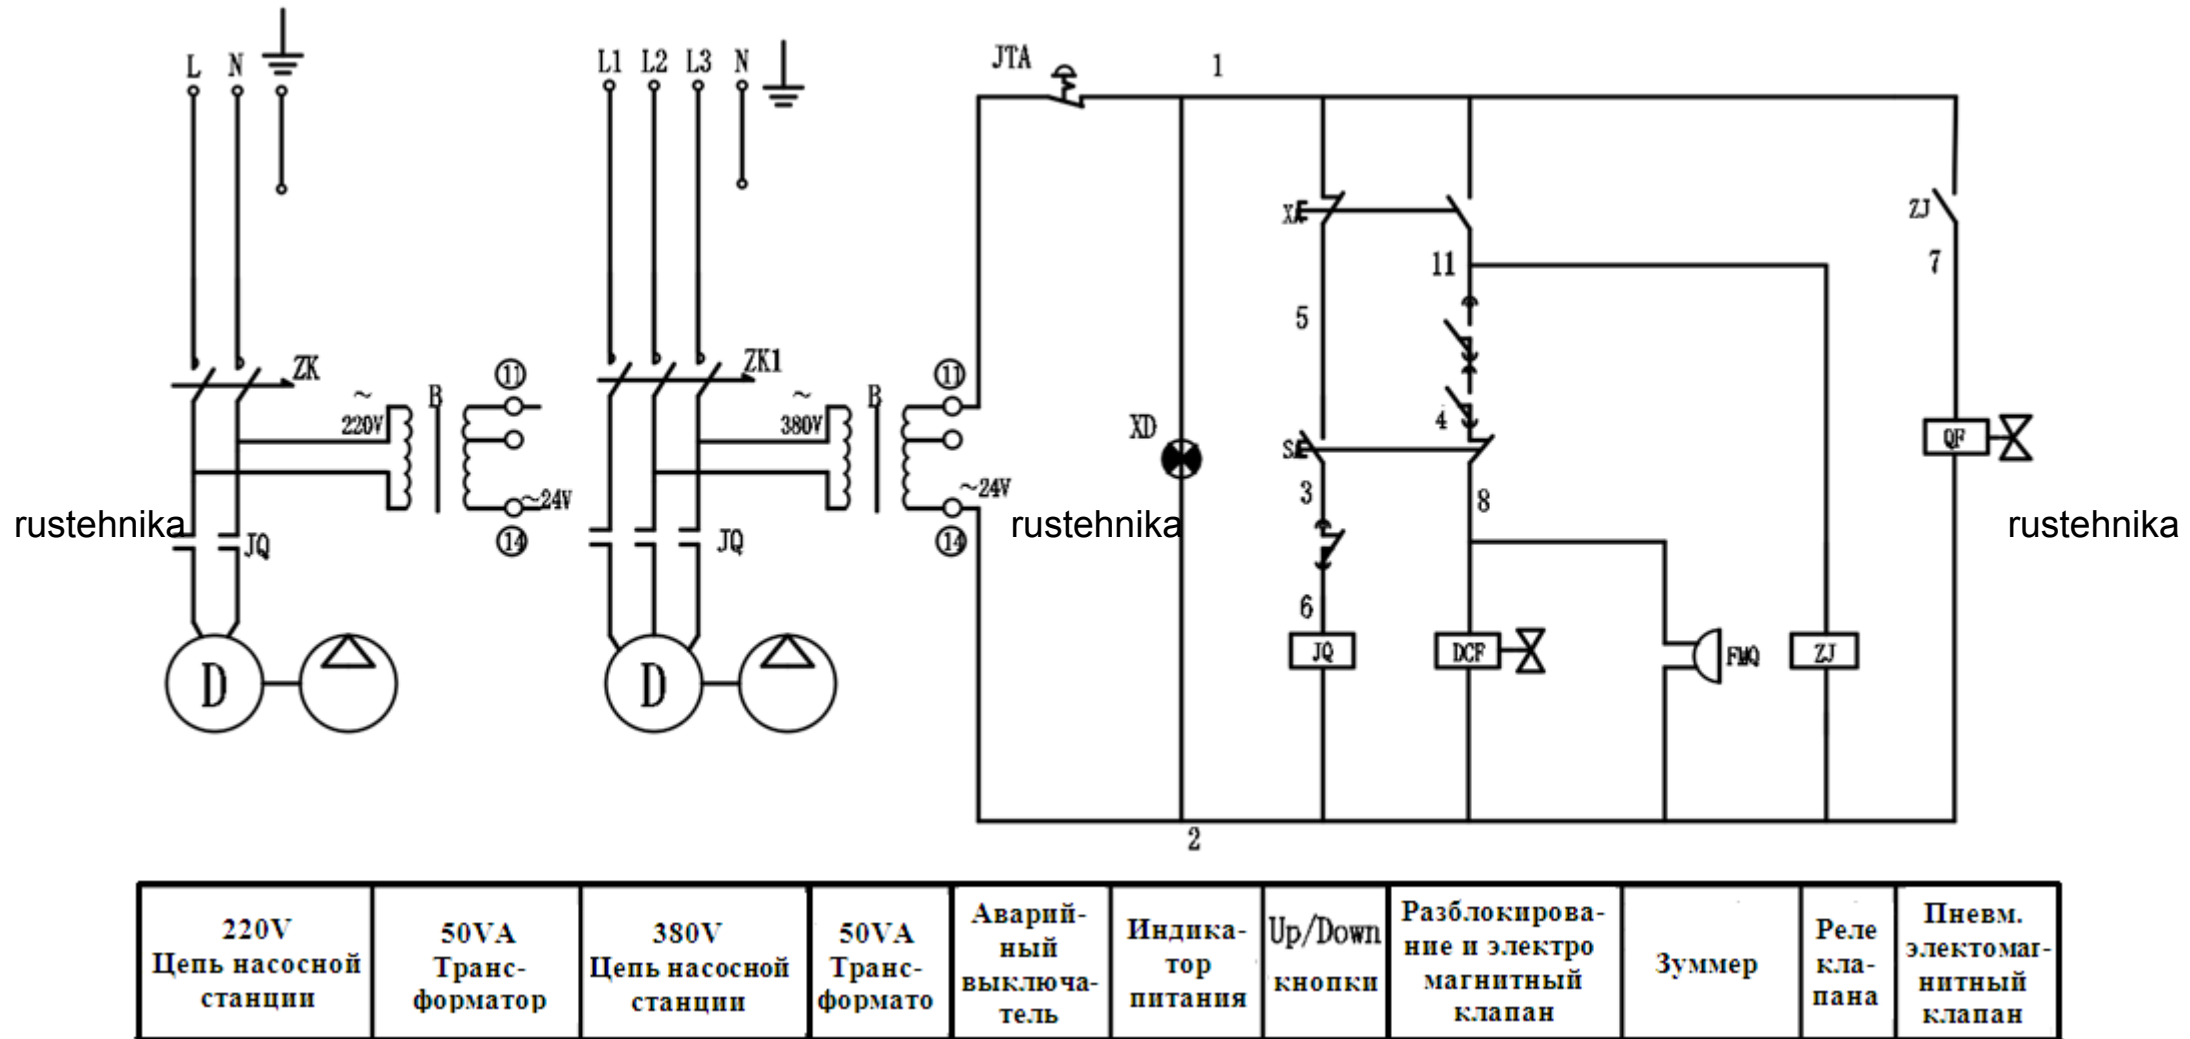 L N
L1 L2 L3 N
JTA
1
XA
ZJ
11
7
5
ZK
ZK1
11
11
~
220V
B
~
380V
B
4
XD
QF
SA
~24V
~24V
3
8
rustehnika
rustehnika
rustehnika
JQ
14
JQ
14
6
D
D
JQ
DCF
FMQ
ZJ
2
220V
Цепь насосной
станции
50VA
Транс-
форматор
380V
Цепь насосной
станции
50VA
Транс-
формато
Аварий-
ный
выключа-
тель
Индика-
тор
питания
Up/Down
кнопки
Разблокирова-
ние и электро
магнитный
клапан
Зуммер
Реле
кла-
пана
Пневм.
электомаг-
нитный
клапан